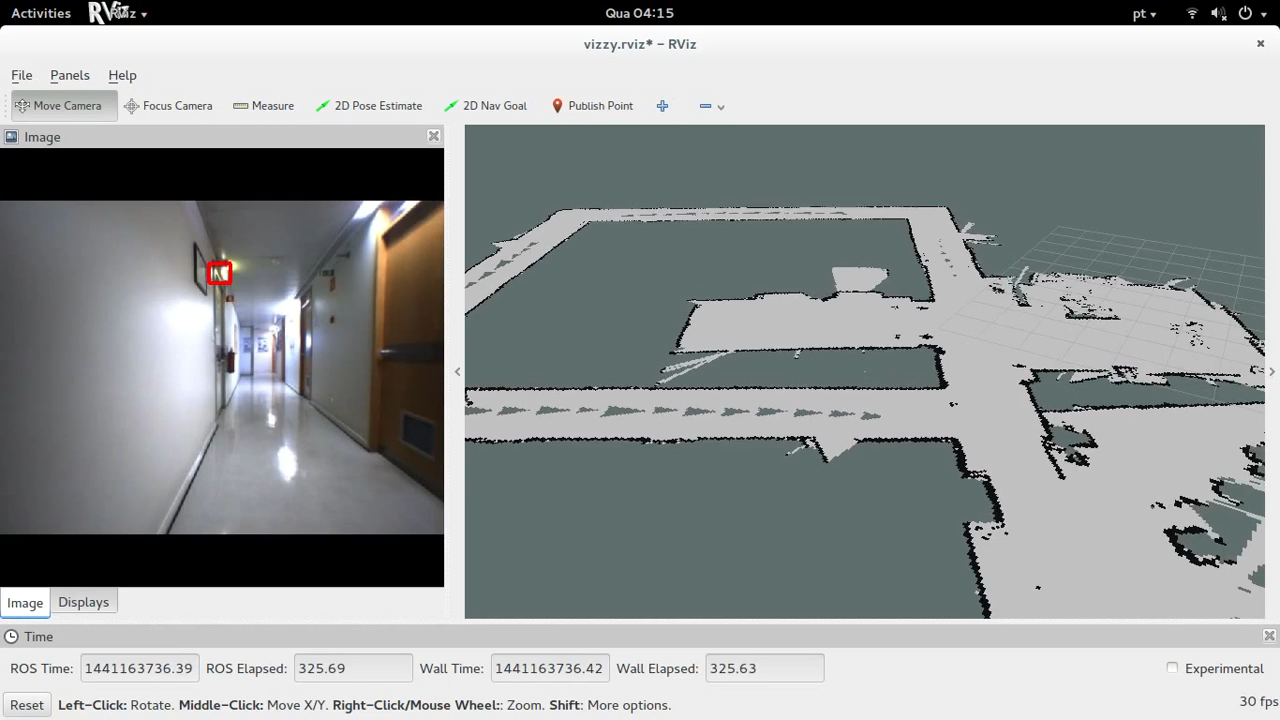 Activities RViz Rviz Qua 04:15 pt
vizzy.rviz* – RViz
File Panels Help
Move Camera Focus Camera Measure 2D Pose Estimate 2D Nav Goal Publish Point
Image
Image Displays
Time
ROS Time: 1441163736.39 ROS Elapsed: 325.69 Wall Time: 1441163736.42 Wall Elapsed: 325.63 Experimental
Reset Left-Click: Rotate. Middle-Click: Move X/Y. Right-Click/Mouse Wheel:: Zoom. Shift: More options. 30 fps